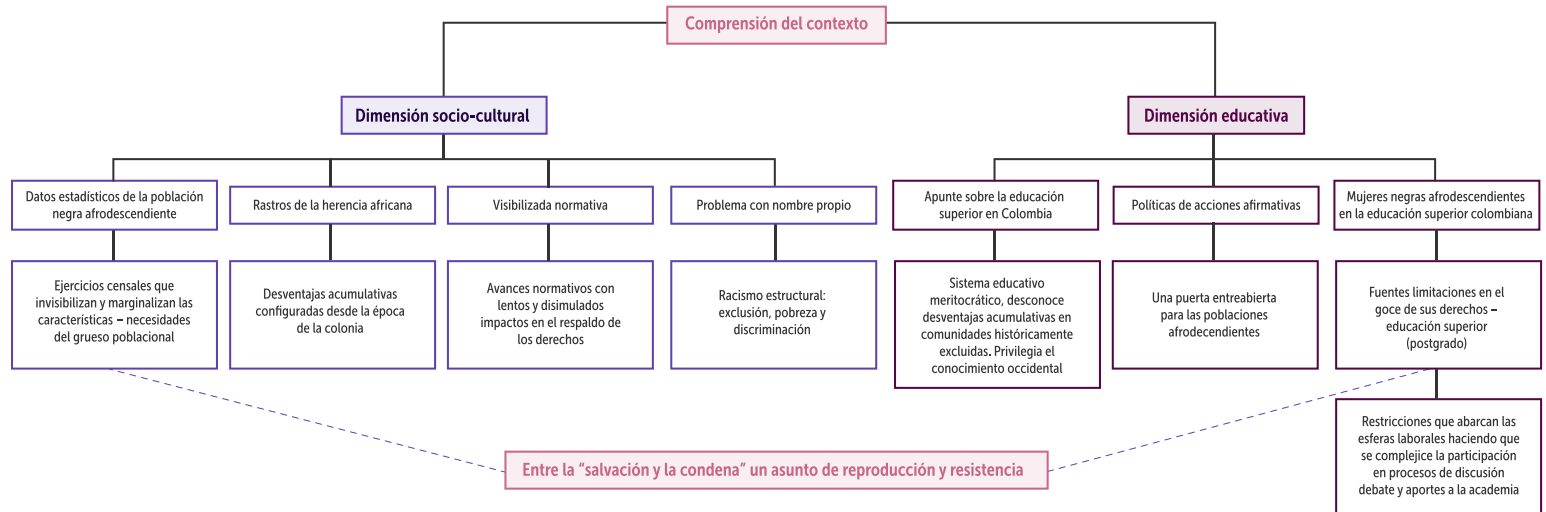 Comprensión del contexto
Dimensión socio-cultural
Dimensión educativa
Datos estadísticos de la población
negra afrodescendiente
Rastros de la herencia africana
Visibilizada normativa
Problema con nombre propio
Apunte sobre la educación
superior en Colombia
Políticas de acciones afirmativas
Mujeres negras afrodescendientes
en la educación superior colombiana
Ejercicios censales que
invisibilizan y marginalizan las
características – necesidades
del grueso poblacional
Desventajas acumulativas
configuradas desde la época
de la colonia
Avances normativos con
lentos y disimulados
impactos en el respaldo de
los derechos
Racismo estructural:
exclusión, pobreza y
discriminación
Sistema educativo
meritocrático, desconoce
desventajas acumulativas en
comunidades históricamente
excluidas. Privilegia el
conocimiento occidental
Una puerta entreabierta
para las poblaciones
afrodecendientes
Fuentes limitaciones en el
goce de sus derechos –
educación superior
(postgrado)
Restricciones que abarcan las
esferas laborales haciendo que
se complejice la participación
en procesos de discusión
debate y aportes a la academia
Entre la “salvación y la condena” un asunto de reproducción y resistencia